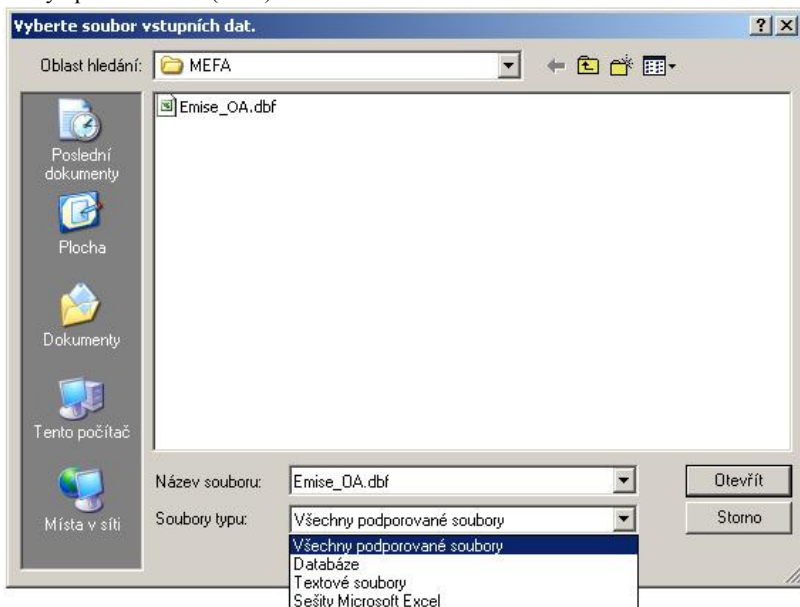 Vyberte soubor vstupních dat.
Oblast hledání: MEFA
Emise_OA.dbf
Poslední
dokumenty
Plocha
Dokumenty
Tento počítač
Místa v síti
Název souboru: Emise_OA.dbf Otevřít
Soubory typu: Všechny podporované soubory Storno
Všechny podporované soubory
Databáze
Textové soubory
Sešity Microsoft Excel